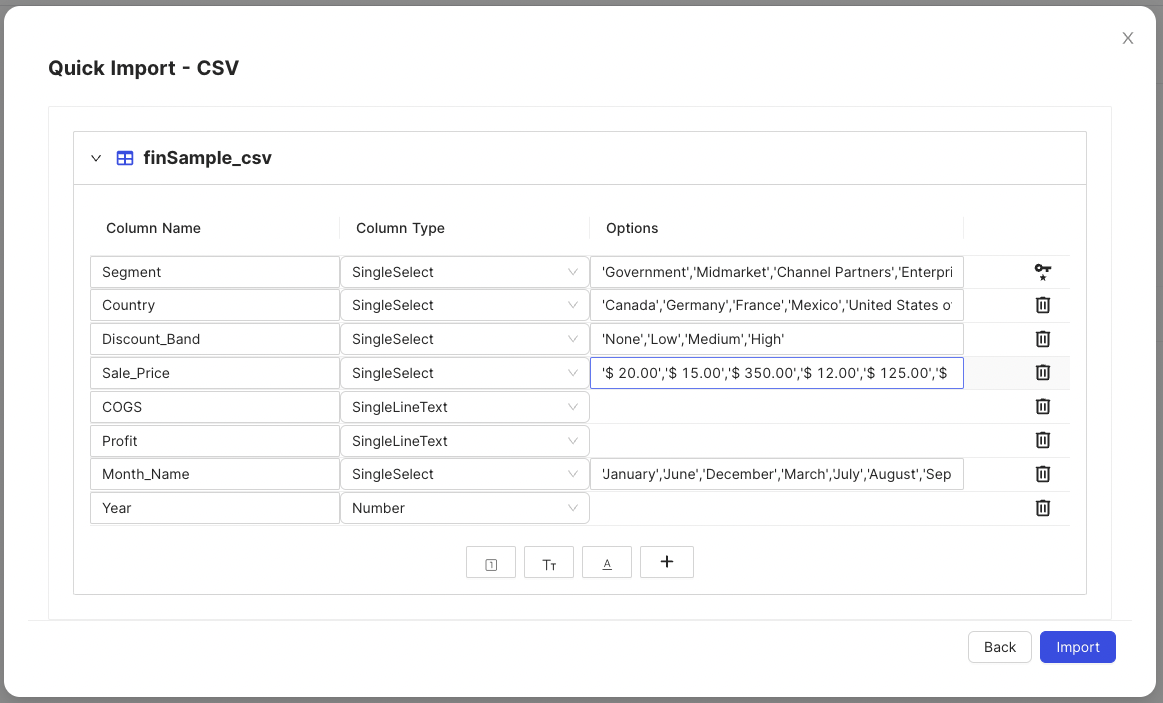 Quick Import - CSV
finSample_csv
Column Name Column Type Options
Segment SingleSelect 'Government','Midmarket','Channel Partners','Enterpri
Country SingleSelect 'Canada','Germany','France','Mexico','United States o
Discount_Band SingleSelect 'None','Low','Medium','High'
Sale_Price SingleSelect '$ 20.00','$ 15.00','$ 350.00','$ 12.00','$ 125.00','$
COGS SingleLineText
Profit SingleLineText
Month_Name SingleSelect 'January','June','December','March','July','August','Sep
Year Number
1 TT A +
Back Import